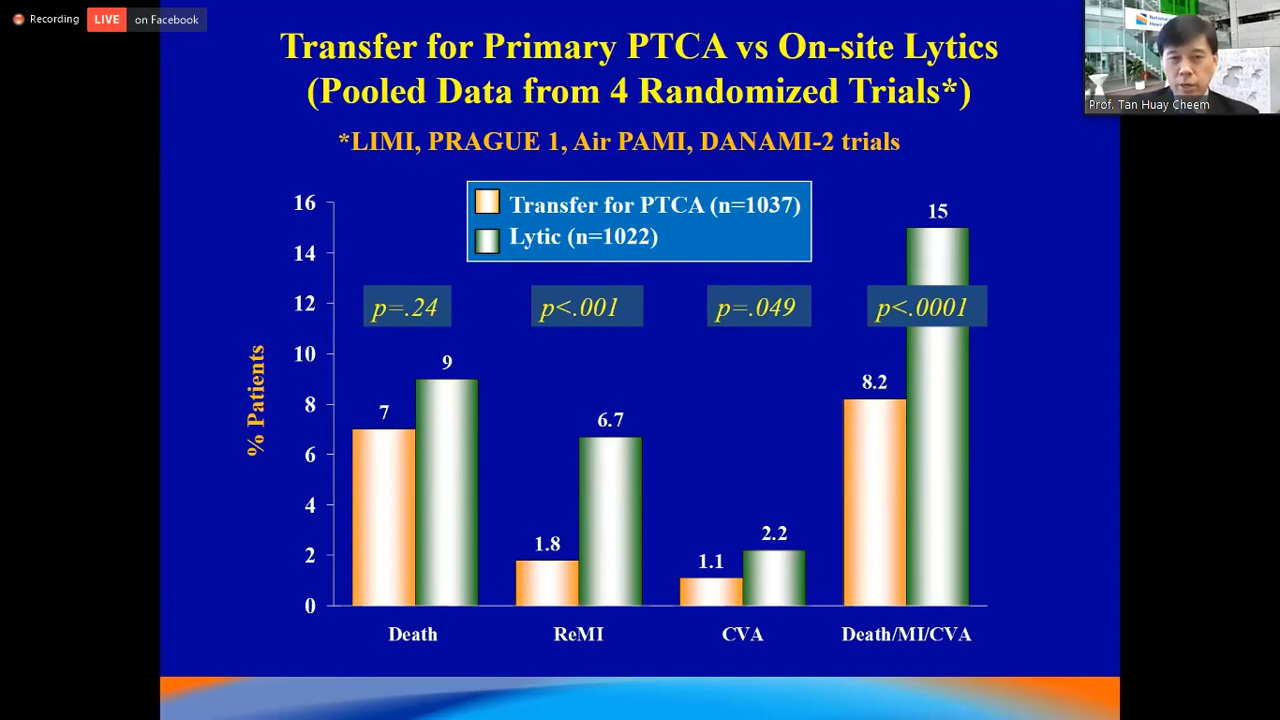 Recording
LIVE on Facebook
Transfer for Primary PTCA vs On-site Lytics
(Pooled Data from 4 Randomized Trials*)
*LIMI, PRAGUE 1, Air PAMI, DANAMI-2 trials
National
Heart
Prof. Tan Huay Cheem
Transfer for PTCA (n=1037)
Lytic (n=1022)
% Patients
16
14
12
10
8
6
4
2
0
p=.24
p<.001
p=.049
p<.0001
7
9
1.8
6.7
1.1
2.2
8.2
15
Death
ReMI
CVA
Death/MI/CVA